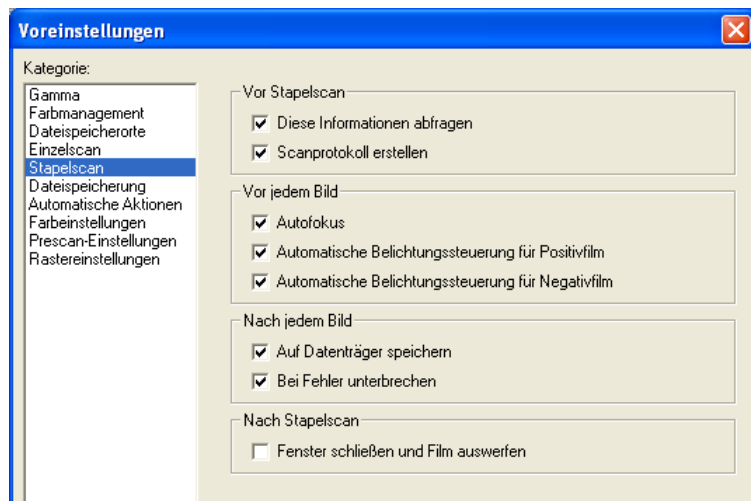 Voreinstellungen
Kategorie:
Gamma
Farbmanagement
Dateispeicherorte
Einzelscan
Stapelscan
Dateispeicherung
Automatische Aktionen
Farbeinstellungen
Prescan-Einstellungen
Rastereinstellungen
Vor Stapelscan
Diese Informationen abfragen
Scanprotokoll erstellen
Vor jedem Bild
Autofokus
Automatische Belichtungssteuerung für Positivfilm
Automatische Belichtungssteuerung für Negativfilm
Nach jedem Bild
Auf Datenträger speichern
Bei Fehler unterbrechen
Nach Stapelscan
Fenster schließen und Film auswerfen